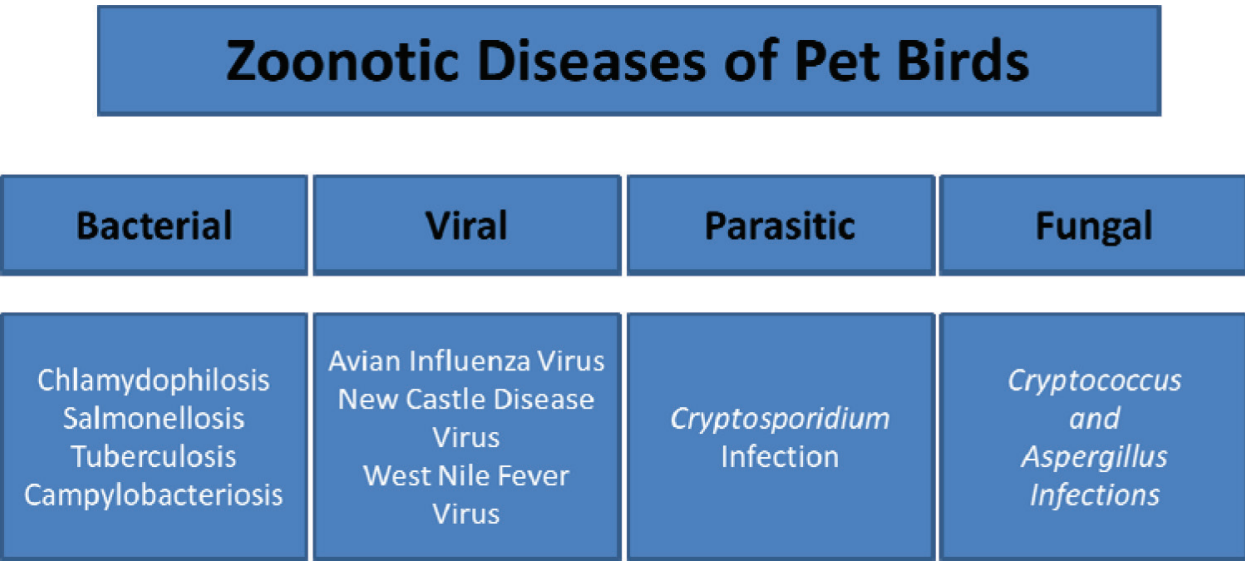 Zoonotic Diseases of Pet Birds
Bacterial
Viral
Parasitic
Fungal
Chlamydophilosis
Salmonellosis
Tuberculosis
Campylobacteriosis
Avian Influenza Virus
New Castle Disease
Virus
West Nile Fever
Virus
Cryptosporidium
Infection
Cryptococcus
and
Aspergillus
Infections